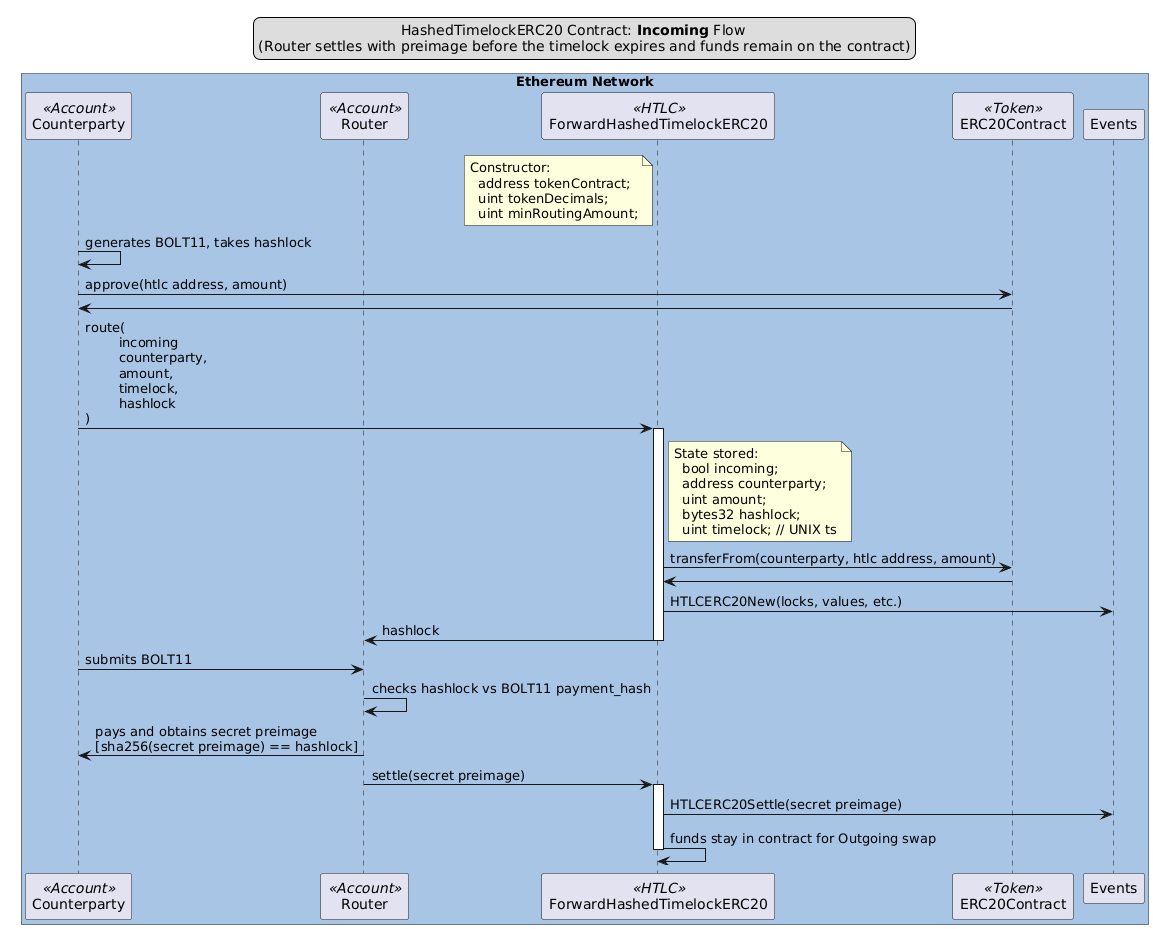 HashedTimelockERC20 Contract: Incoming Flow
(Router settles with preimage before the timelock expires and funds remain on the contract)
Ethereum Network
«Account»
Counterparty
«Account»
Router
«HTLC»
ForwardHashedTimelockERC20
«Token»
ERC20Contract
Events
Constructor:
address tokenContract;
uint tokenDecimals;
uint minRoutingAmount;
generates BOLT11, takes hashlock
approve(htlc address, amount)
route(
incoming
counterparty,
amount,
timelock,
hashlock
)
State stored:
bool incoming;
address counterparty;
uint amount;
bytes32 hashlock;
uint timelock; // UNIX ts
transferFrom(counterparty, htlc address, amount)
HTLCERC20New(locks, values, etc.)
hashlock
submits BOLT11
checks hashlock vs BOLT11 payment_hash
pays and obtains secret preimage
[sha256(secret preimage) == hashlock]
settle(secret preimage)
HTLCERC20Settle(secret preimage)
funds stay in contract for Outgoing swap
«Account»
Counterparty
«Account»
Router
«HTLC»
ForwardHashedTimelockERC20
«Token»
ERC20Contract
Events